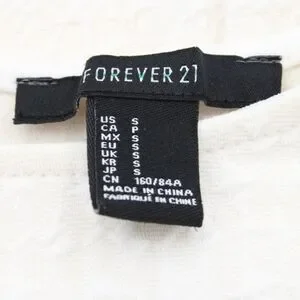 FOREVER 21
US S
CA P
MX S
EU S
UK S
KR S
JP S
CN 160/84A
MADE IN CHINA
FABRIQUÉ EN CHINE